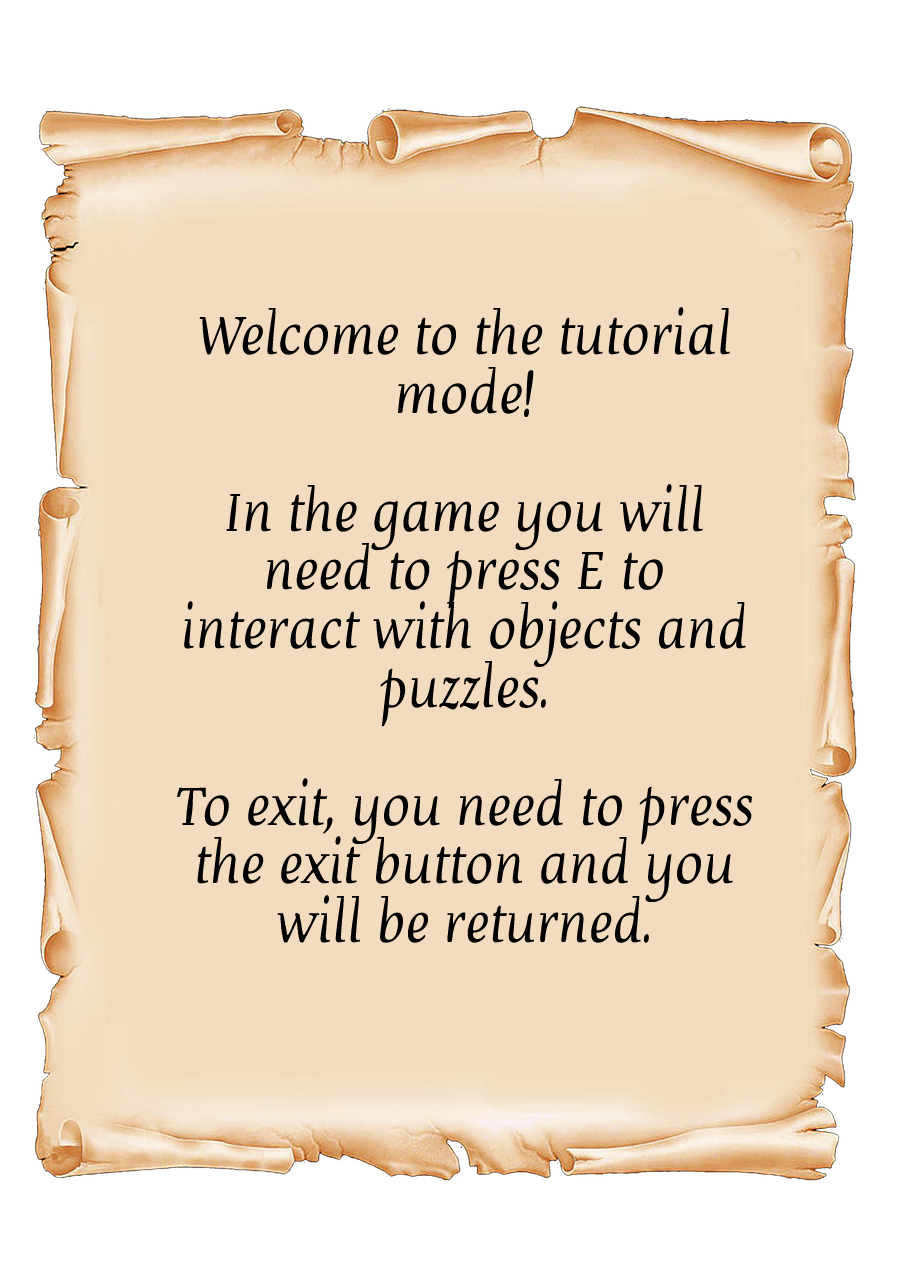 Welcome to the tutorial
mode!
In the game you will
need to press E to
interact with objects and
puzzles.
To exit, you need to press
the exit button and you
will be returned.